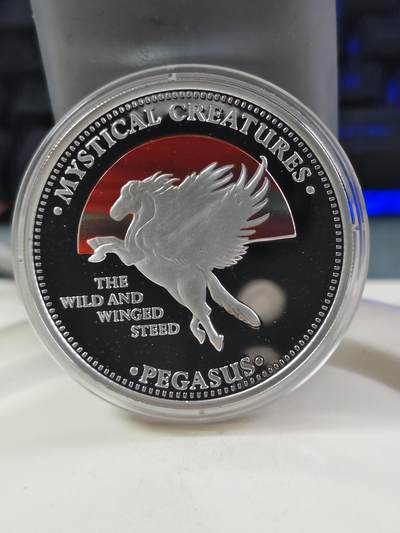 · MYSTICAL CREATURES ·
THE
WILD AND
WINGED
STEED
· PEGASUS ·